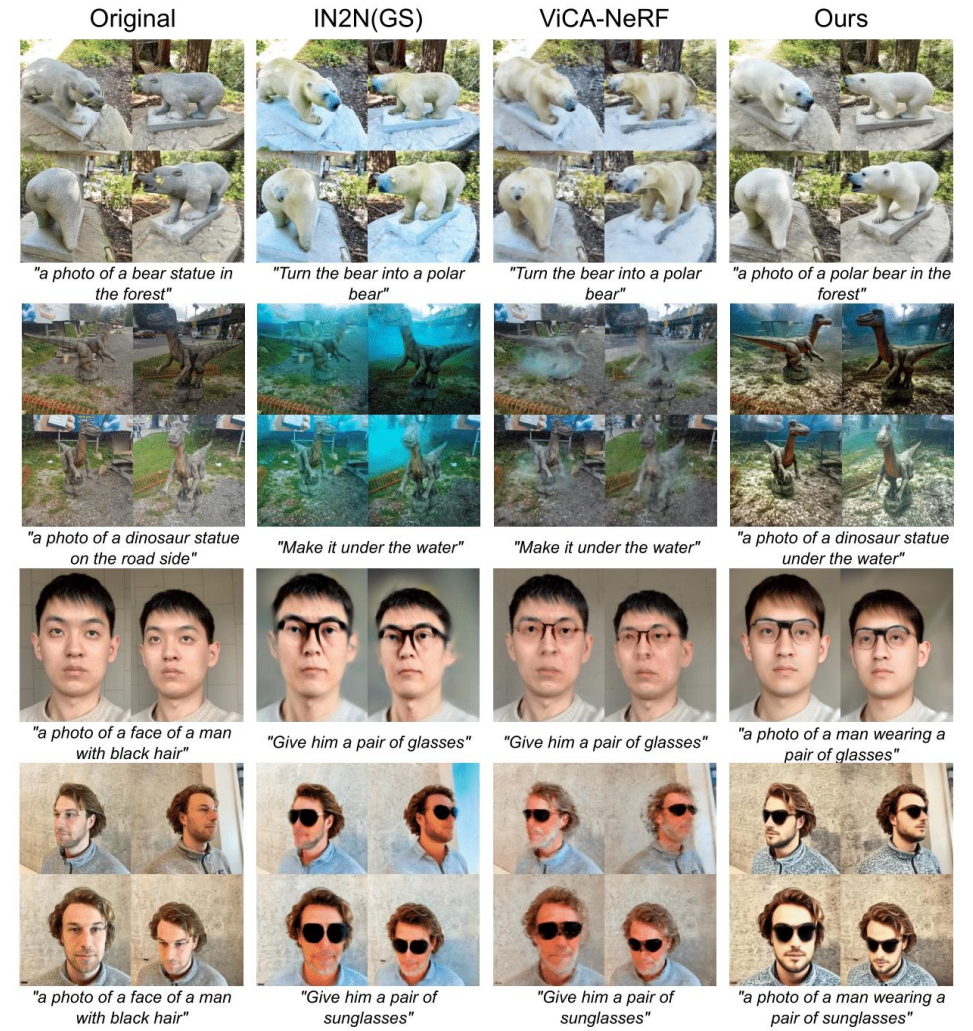 Original
IN2N(GS)
ViCA-NeRF
Ours
"a photo of a bear statue in
the forest"
"Turn the bear into a polar
bear"
"Turn the bear into a polar
bear"
"a photo of a polar bear in the
forest"
"a photo of a dinosaur statue
on the road side"
"Make it under the water"
"Make it under the water"
"a photo of a dinosaur statue
under the water"
"a photo of a face of a man
with black hair"
"Give him a pair of glasses"
"Give him a pair of glasses"
"a photo of a man wearing a
pair of glasses"
"a photo of a face of a man
with black hair"
"Give him a pair of
sunglasses"
"Give him a pair of
sunglasses"
"a photo of a man wearing a
pair of sunglasses"